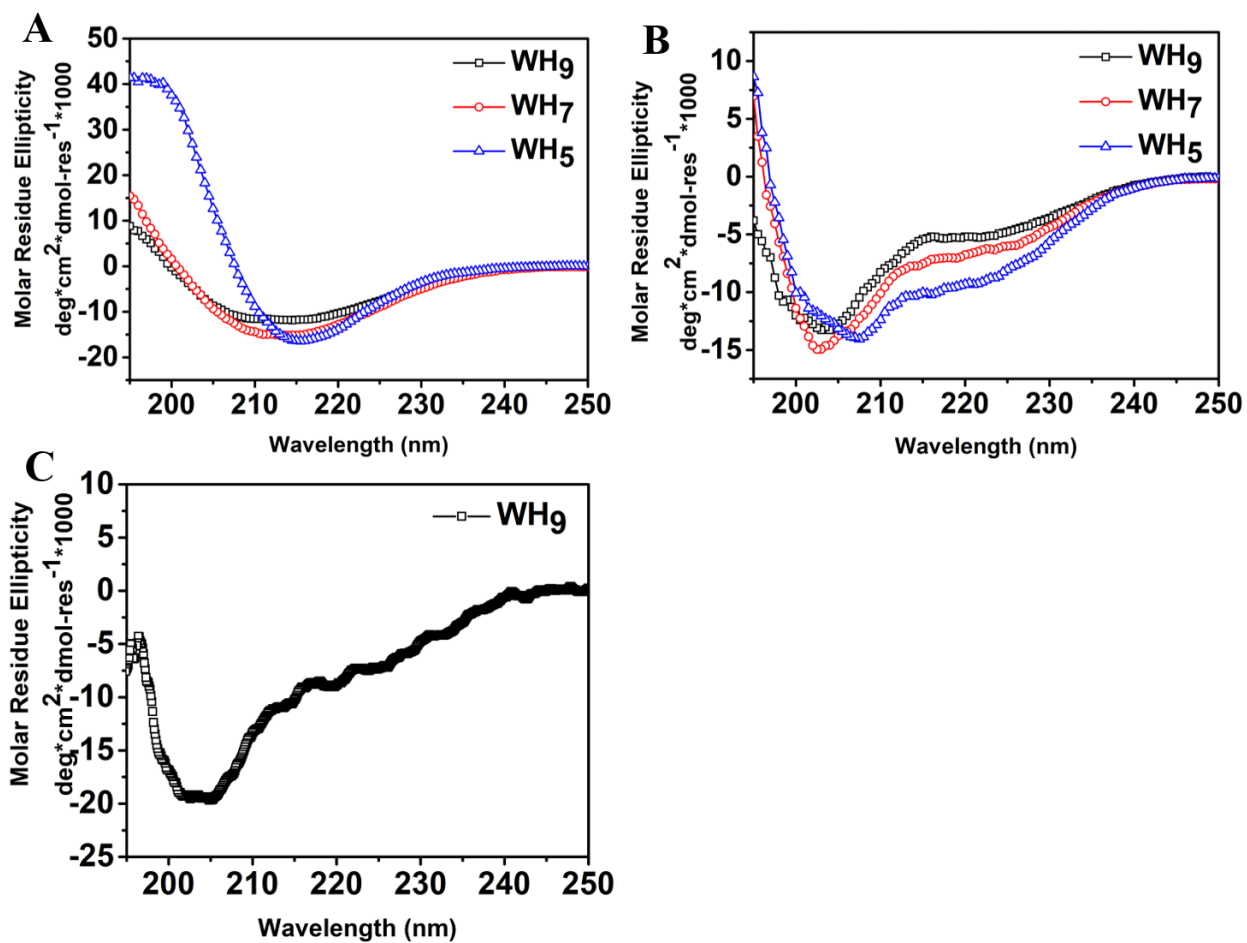 A
Molar Residue Ellipticity
deg*cm2*dmol-res-1*1000
50
40
30
20
10
0
-10
-20
WH9
WH7
WH5
200 210 220 230 240 250
Wavelength (nm)
B
Molar Residue Ellipticity
deg*cm2*dmol-res-1*1000
10
5
0
-5
-10
-15
WH9
WH7
WH5
200 210 220 230 240 250
Wavelength (nm)
C
Molar Residue Ellipticity
deg*cm2*dmol-res-1*1000
10
5
0
-5
-10
-15
-20
-25
WH9
200 210 220 230 240 250
Wavelength (nm)